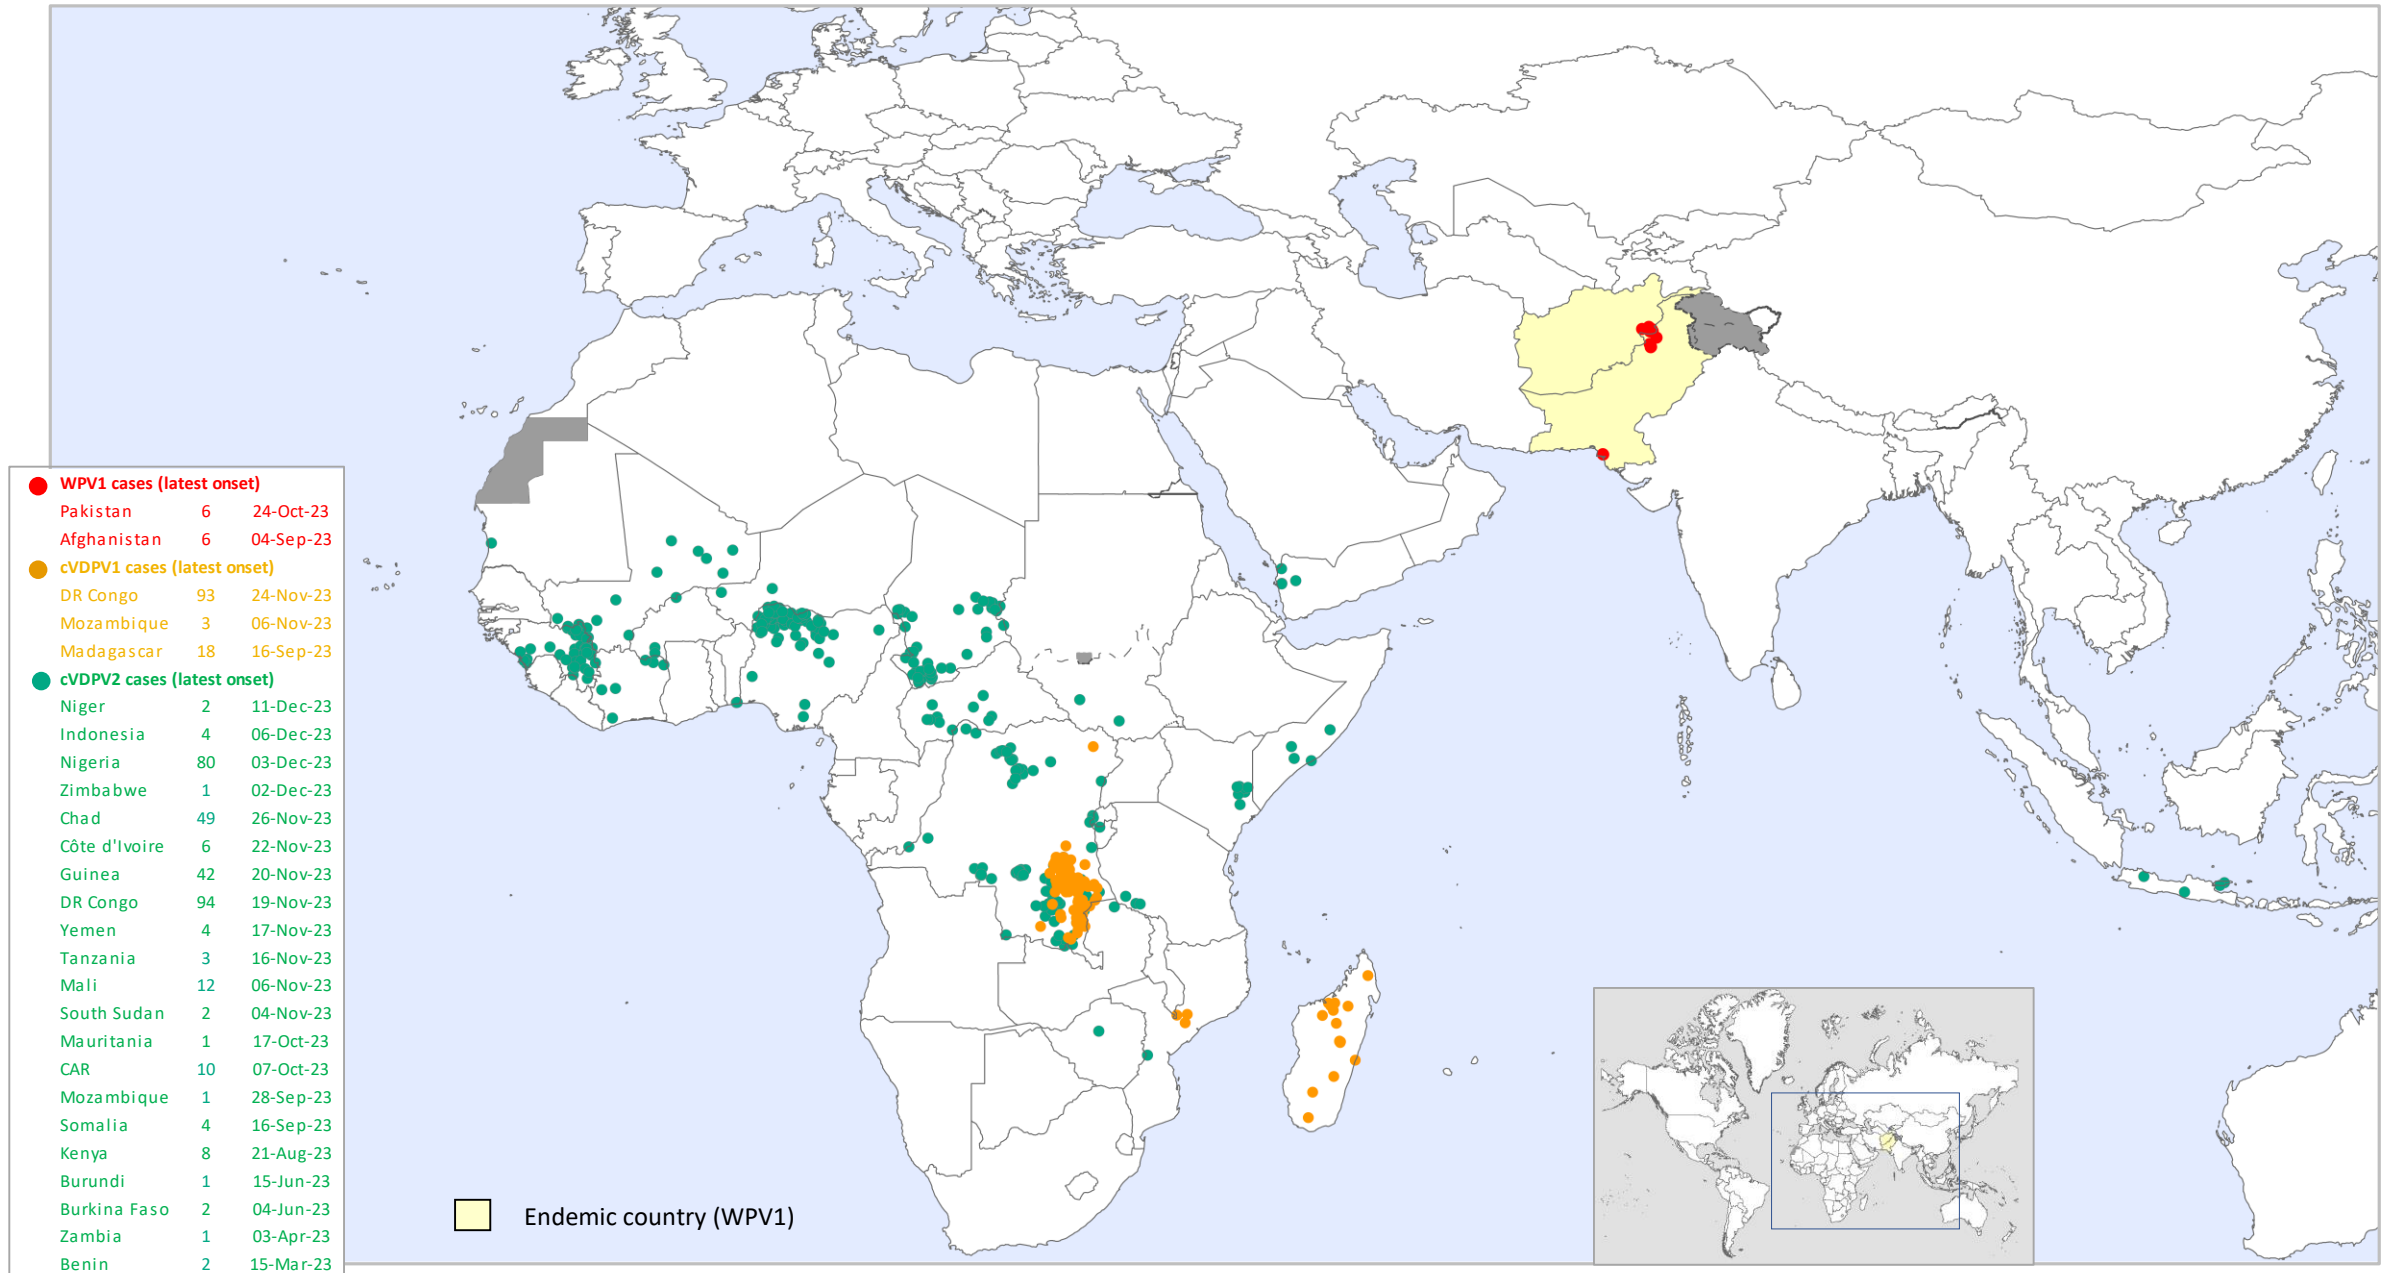 WPV1 cases (latest onset)
Pakistan 6 24-Oct-23
Afghanistan 6 04-Sep-23
cVDPV1 cases (latest onset)
DR Congo 93 24-Nov-23
Mozambique 3 06-Nov-23
Madagascar 18 16-Sep-23
cVDPV2 cases (latest onset)
Niger 2 11-Dec-23
Indonesia 4 06-Dec-23
Nigeria 80 03-Dec-23
Zimbabwe 1 02-Dec-23
Chad 49 26-Nov-23
Côte d'Ivoire 6 22-Nov-23
Guinea 42 20-Nov-23
DR Congo 94 19-Nov-23
Yemen 4 17-Nov-23
Tanzania 3 16-Nov-23
Mali 12 06-Nov-23
South Sudan 2 04-Nov-23
Mauritania 1 17-Oct-23
CAR 10 07-Oct-23
Mozambique 1 28-Sep-23
Somalia 4 16-Sep-23
Kenya 8 21-Aug-23
Burundi 1 15-Jun-23
Burkina Faso 2 04-Jun-23
Zambia 1 03-Apr-23
Benin 2 15-Mar-23
Endemic country (WPV1)